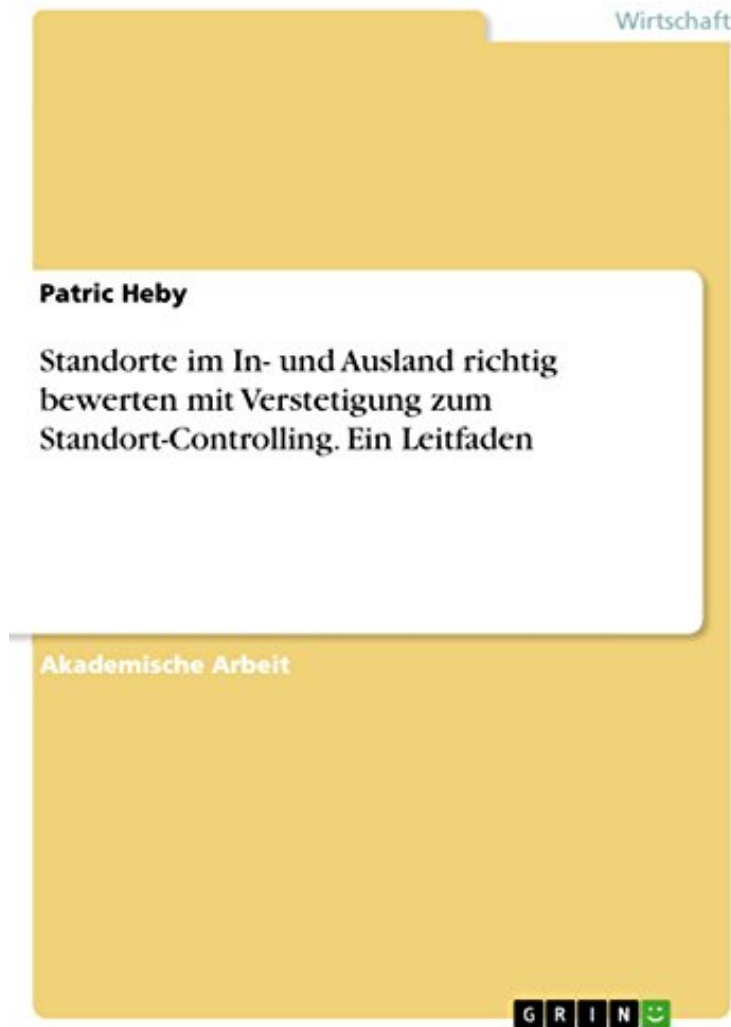 Wirtschaft
Patric Heby
Standorte im In- und Ausland richtig
bewerten mit Verstetigung zum
Standort-Controlling. Ein Leitfaden
Akademische Arbeit
GRIN